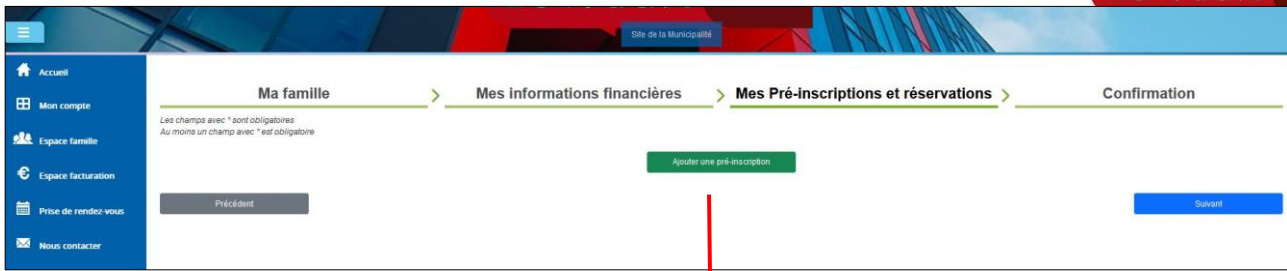 Site de la Municipalité
Accueil
Mon compte
Espace famille
Espace facturation
Prise de rendez-vous
Nous contacter
Ma famille > Mes informations financières > Mes Pré-inscriptions et réservations > Confirmation
Les champs avec * sont obligatoires
Au moins un champ avec * est obligatoire
Ajouter une pré-inscription
Précédent
Suivant